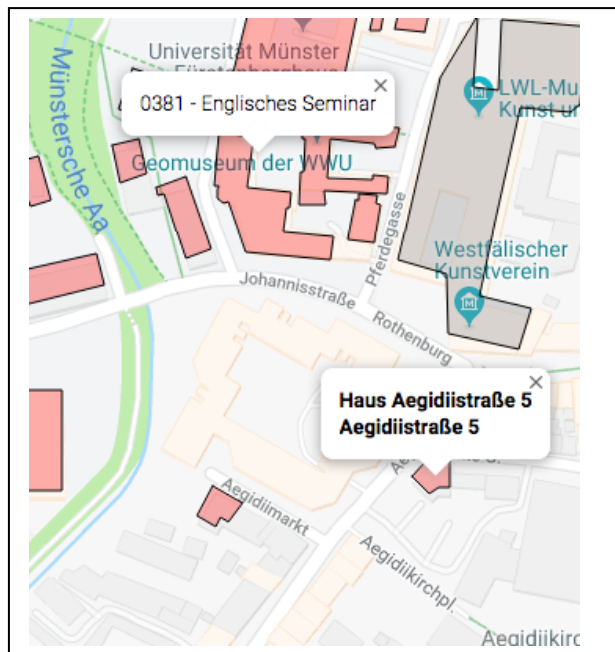 Universität Münster
Fürstenberghaus
×
0381 - Englisches Seminar
LWL-Mu
Kunst u
Münstersche Aa
Geomuseum der WWU
Pferdegasse
Westfälischer
Kunstverein
Johannisstraße
Rothenburg
×
Haus Aegidiistraße 5
Aegidiistraße 5
Aegidiimarkt
Aegidiikirchpl.
Aegidiikirc